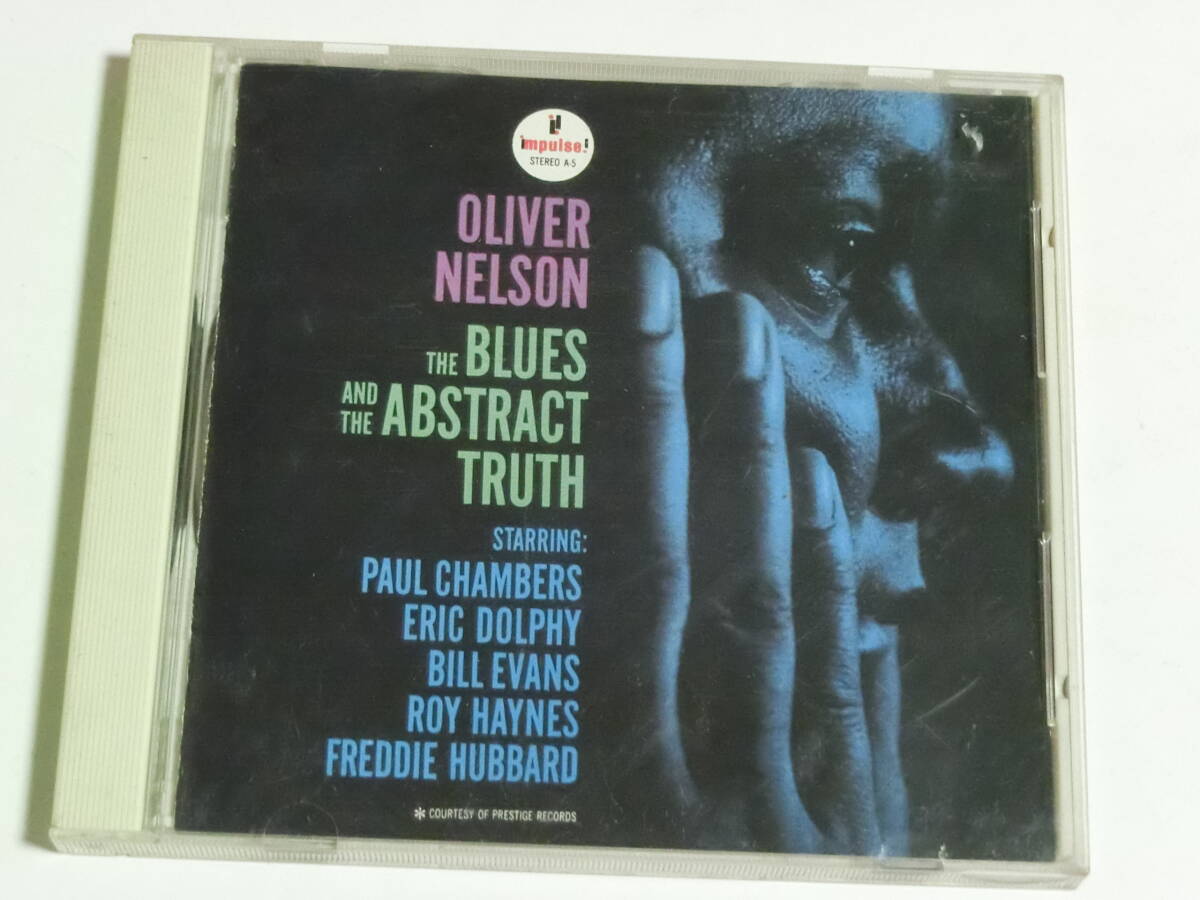 impulse!
STEREO A-5
OLIVER
NELSON
THE BLUES
AND THE ABSTRACT
TRUTH
STARRING:
PAUL CHAMBERS
ERIC DOLPHY
BILL EVANS
ROY HAYNES
FREDDIE HUBBARD
* COURTESY OF PRESTIGE RECORDS